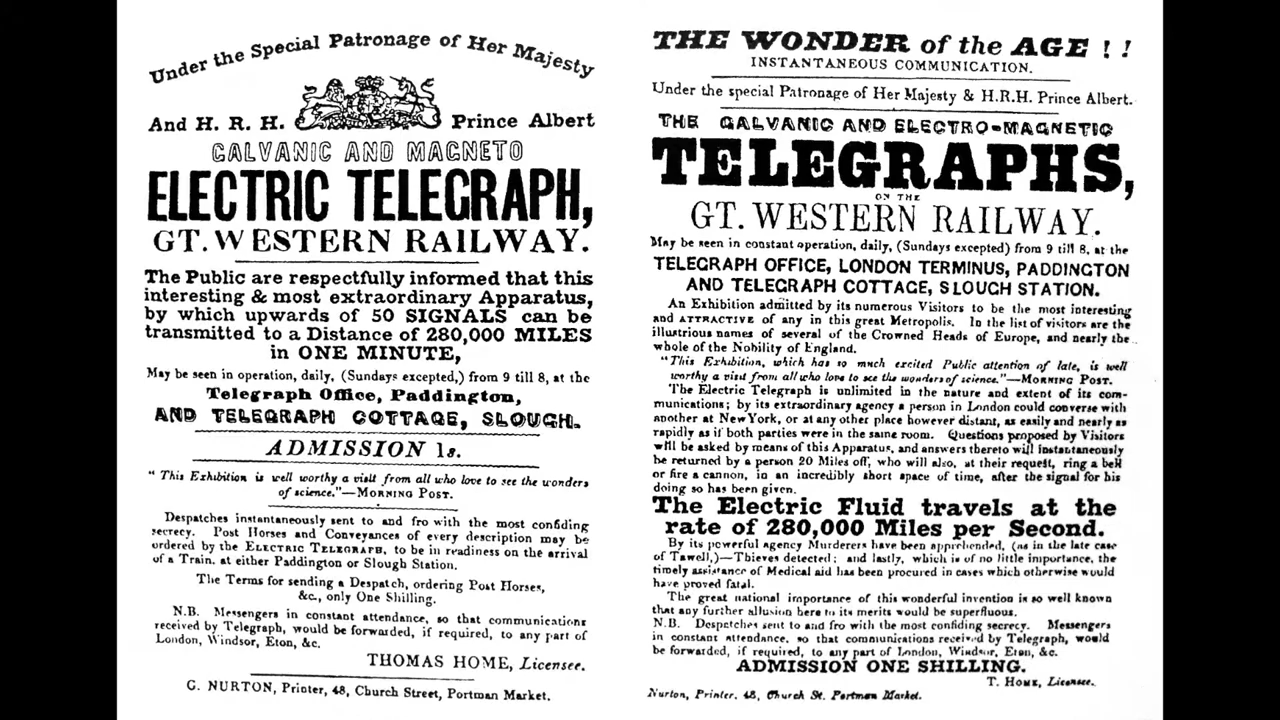 Under the Special Patronage of Her Majesty
And H. R. H. Prince Albert
GALVANIC AND MAGNETO
ELECTRIC TELEGRAPH,
GT. WESTERN RAILWAY.
The Public are respectfully informed that this
interesting & most extraordinary Apparatus,
by which upwards of 50 SIGNALS can be
transmitted to a Distance of 280,000 MILES
in ONE MINUTE,
May be seen in operation, daily, (Sundays excepted,) from 9 till 8, at the
Telegraph Office, Paddington,
AND TELEGRAPH COTTAGE, SLOUGH.
ADMISSION 1s.
"This Exhibition is well worthy a visit from all who love to see the wonders
of science."—MORNING POST.
Despatches instantaneously sent to and fro with the most confiding
secrecy. Post Horses and Conveyances of every description may be
ordered by the ELECTRIC TELEGRAPH, to be in readiness on the arrival
of a Train, at either Paddington or Slough Station.
The Terms for sending a Despatch, ordering Post Horses,
&c., only One Shilling.
N.B. Messengers in constant attendance, so that communications
received by Telegraph, would be forwarded, if required, to any part of
London, Windsor, Eton, &c.
THOMAS HOME, Licensee.
G. NURTON, Printer, 48, Church Street, Portman Market.
THE WONDER of the AGE ! !
INSTANTANEOUS COMMUNICATION.
Under the special Patronage of Her Majesty & H.R.H. Prince Albert.
THE GALVANIC AND ELECTRO-MAGNETIC
TELEGRAPHS,
ON THE
GT. WESTERN RAILWAY.
May be seen in constant operation, daily, (Sundays excepted) from 9 till 8, at the
TELEGRAPH OFFICE, LONDON TERMINUS, PADDINGTON
AND TELEGRAPH COTTAGE, SLOUGH STATION.
An Exhibition admitted by its numerous Visitors to be the most interesting
and ATTRACTIVE of any in this great Metropolis. In the list of visitors are the
illustrious names of several of the Crowned Heads of Europe, and nearly the
whole of the Nobility of England.
"This Exhibition, which has so much excited Public attention of late, is well
worthy a visit from all who love to see the wonders of science."—MORNING POST.
The Electric Telegraph is unlimited in the nature and extent of its com-
munications; by its extraordinary agency a person in London could converse with
another at New York, or at any other place however distant, as easily and nearly as
rapidly as if both parties were in the same room. Questions proposed by Visitors
will be asked by means of this Apparatus, and answers thereto will instantaneously
be returned by a person 20 Miles off, who will also, at their request, ring a bell
or fire a cannon, in an incredibly short space of time, after the signal for his
doing so has been given.
The Electric Fluid travels at the
rate of 280,000 Miles per Second.
By its powerful agency Murderers have been apprehended, (as in the late case
of Tawell,)—Thieves detected; and lastly, which is of no little importance, the
timely assistance of Medical aid has been procured in cases which otherwise would
have proved fatal.
The great national importance of this wonderful invention is so well known
that any further allusion here to its merits would be superfluous.
N.B. Despatches sent to and fro with the most confiding secrecy. Messengers
in constant attendance, so that communications received by Telegraph, would
be forwarded, if required, to any part of London, Windsor, Eton, &c.
ADMISSION ONE SHILLING.
T. HOME, Licensee.
Nurton, Printer, 48, Church St. Portman Market.